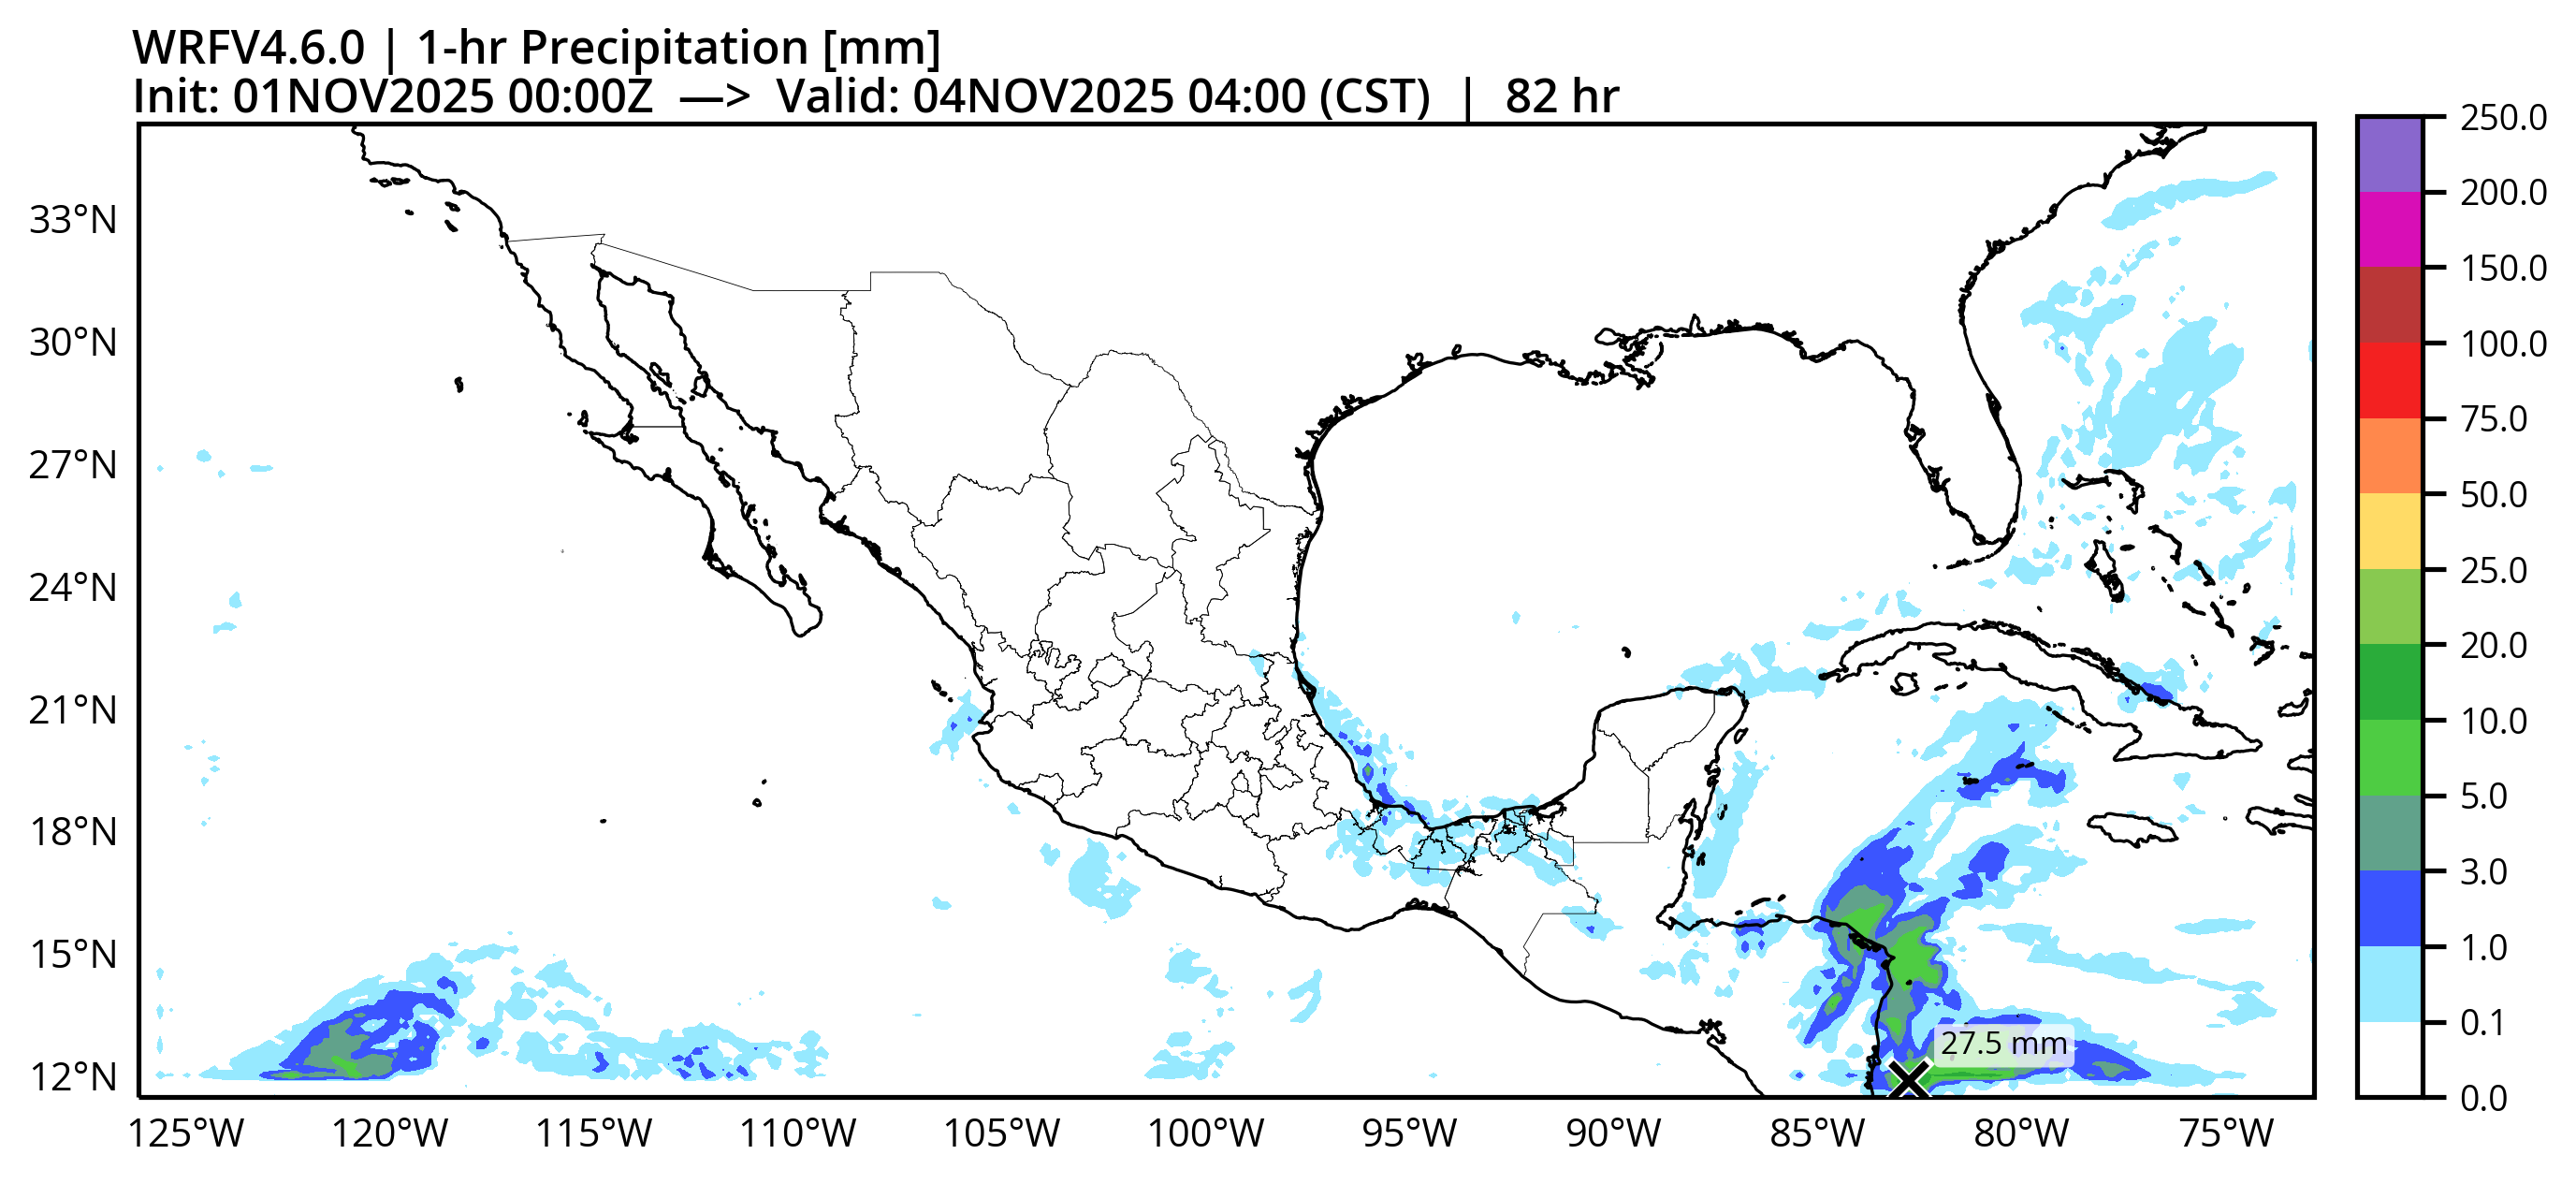 WRFV4.6.0 | 1-hr Precipitation [mm]
Init: 01NOV2025 00:00Z —> Valid: 04NOV2025 04:00 (CST) | 82 hr
33°N
30°N
27°N
24°N
21°N
18°N
15°N
12°N
125°W 120°W 115°W 110°W 105°W 100°W 95°W 90°W 85°W 80°W 75°W
27.5 mm
250.0
200.0
150.0
100.0
75.0
50.0
25.0
20.0
10.0
5.0
3.0
1.0
0.1
0.0